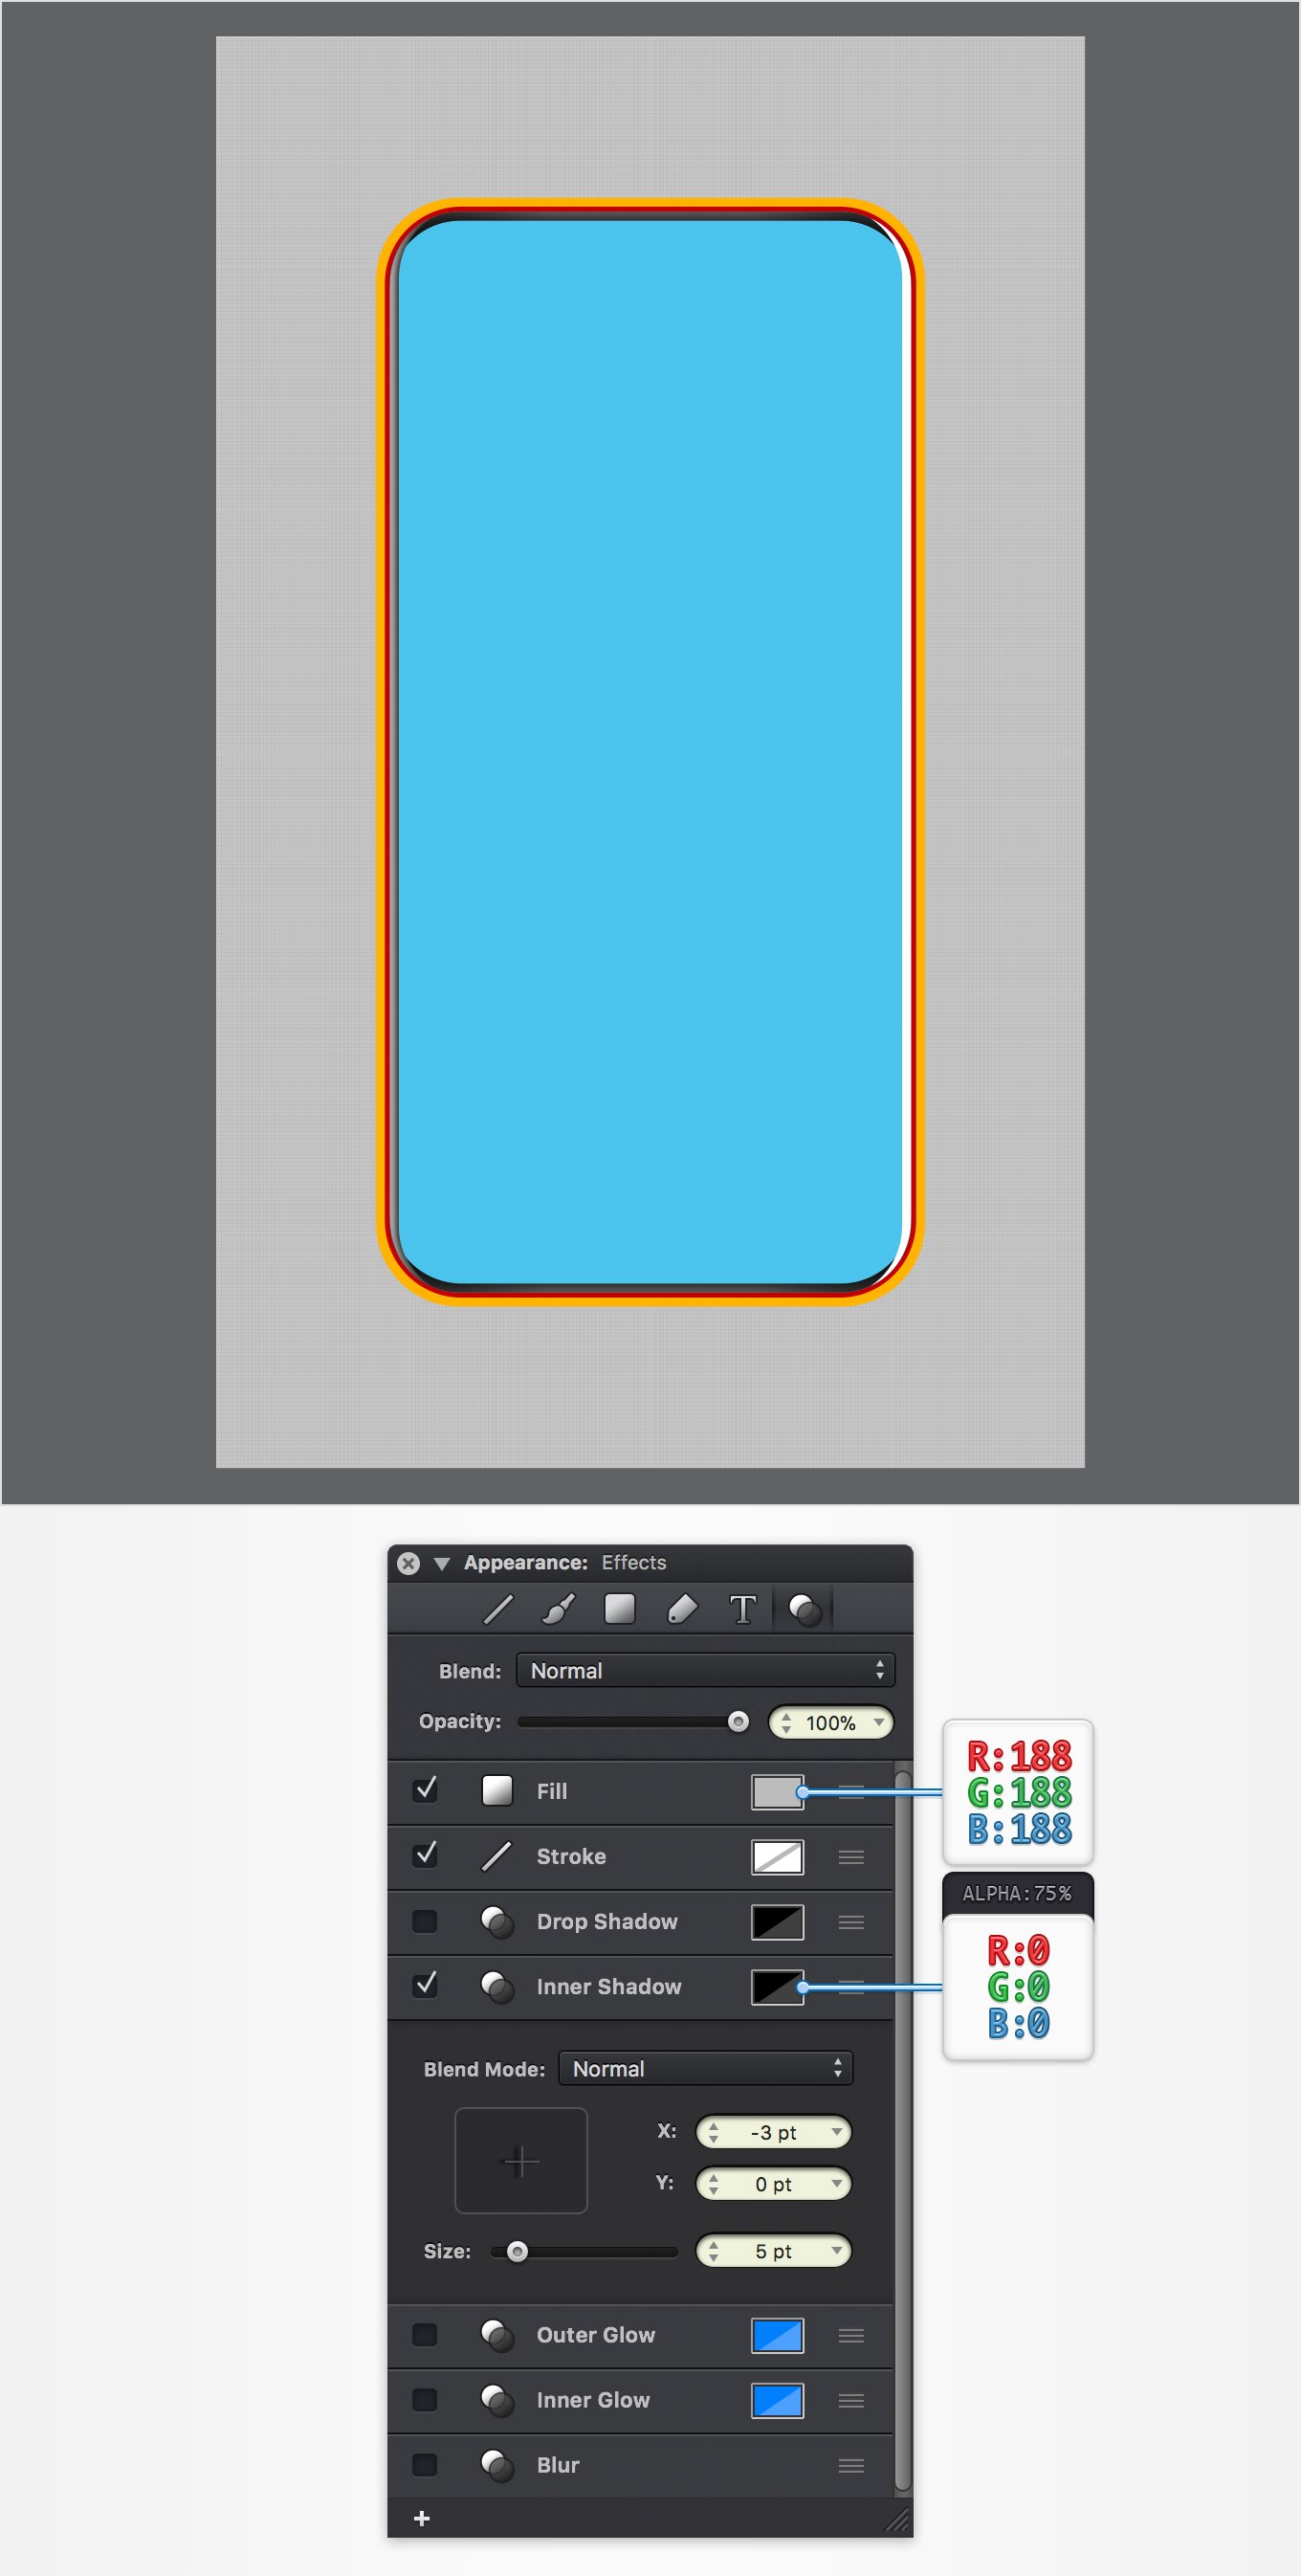 Appearance: Effects
T
Blend: Normal
Opacity: 100%
Fill
R:188
G:188
B:188
Stroke
Drop Shadow
ALPHA:75%
Inner Shadow
R:0
G:0
B:0
Blend Mode: Normal
X: -3 pt
Y: 0 pt
Size: 5 pt
Outer Glow
Inner Glow
Blur